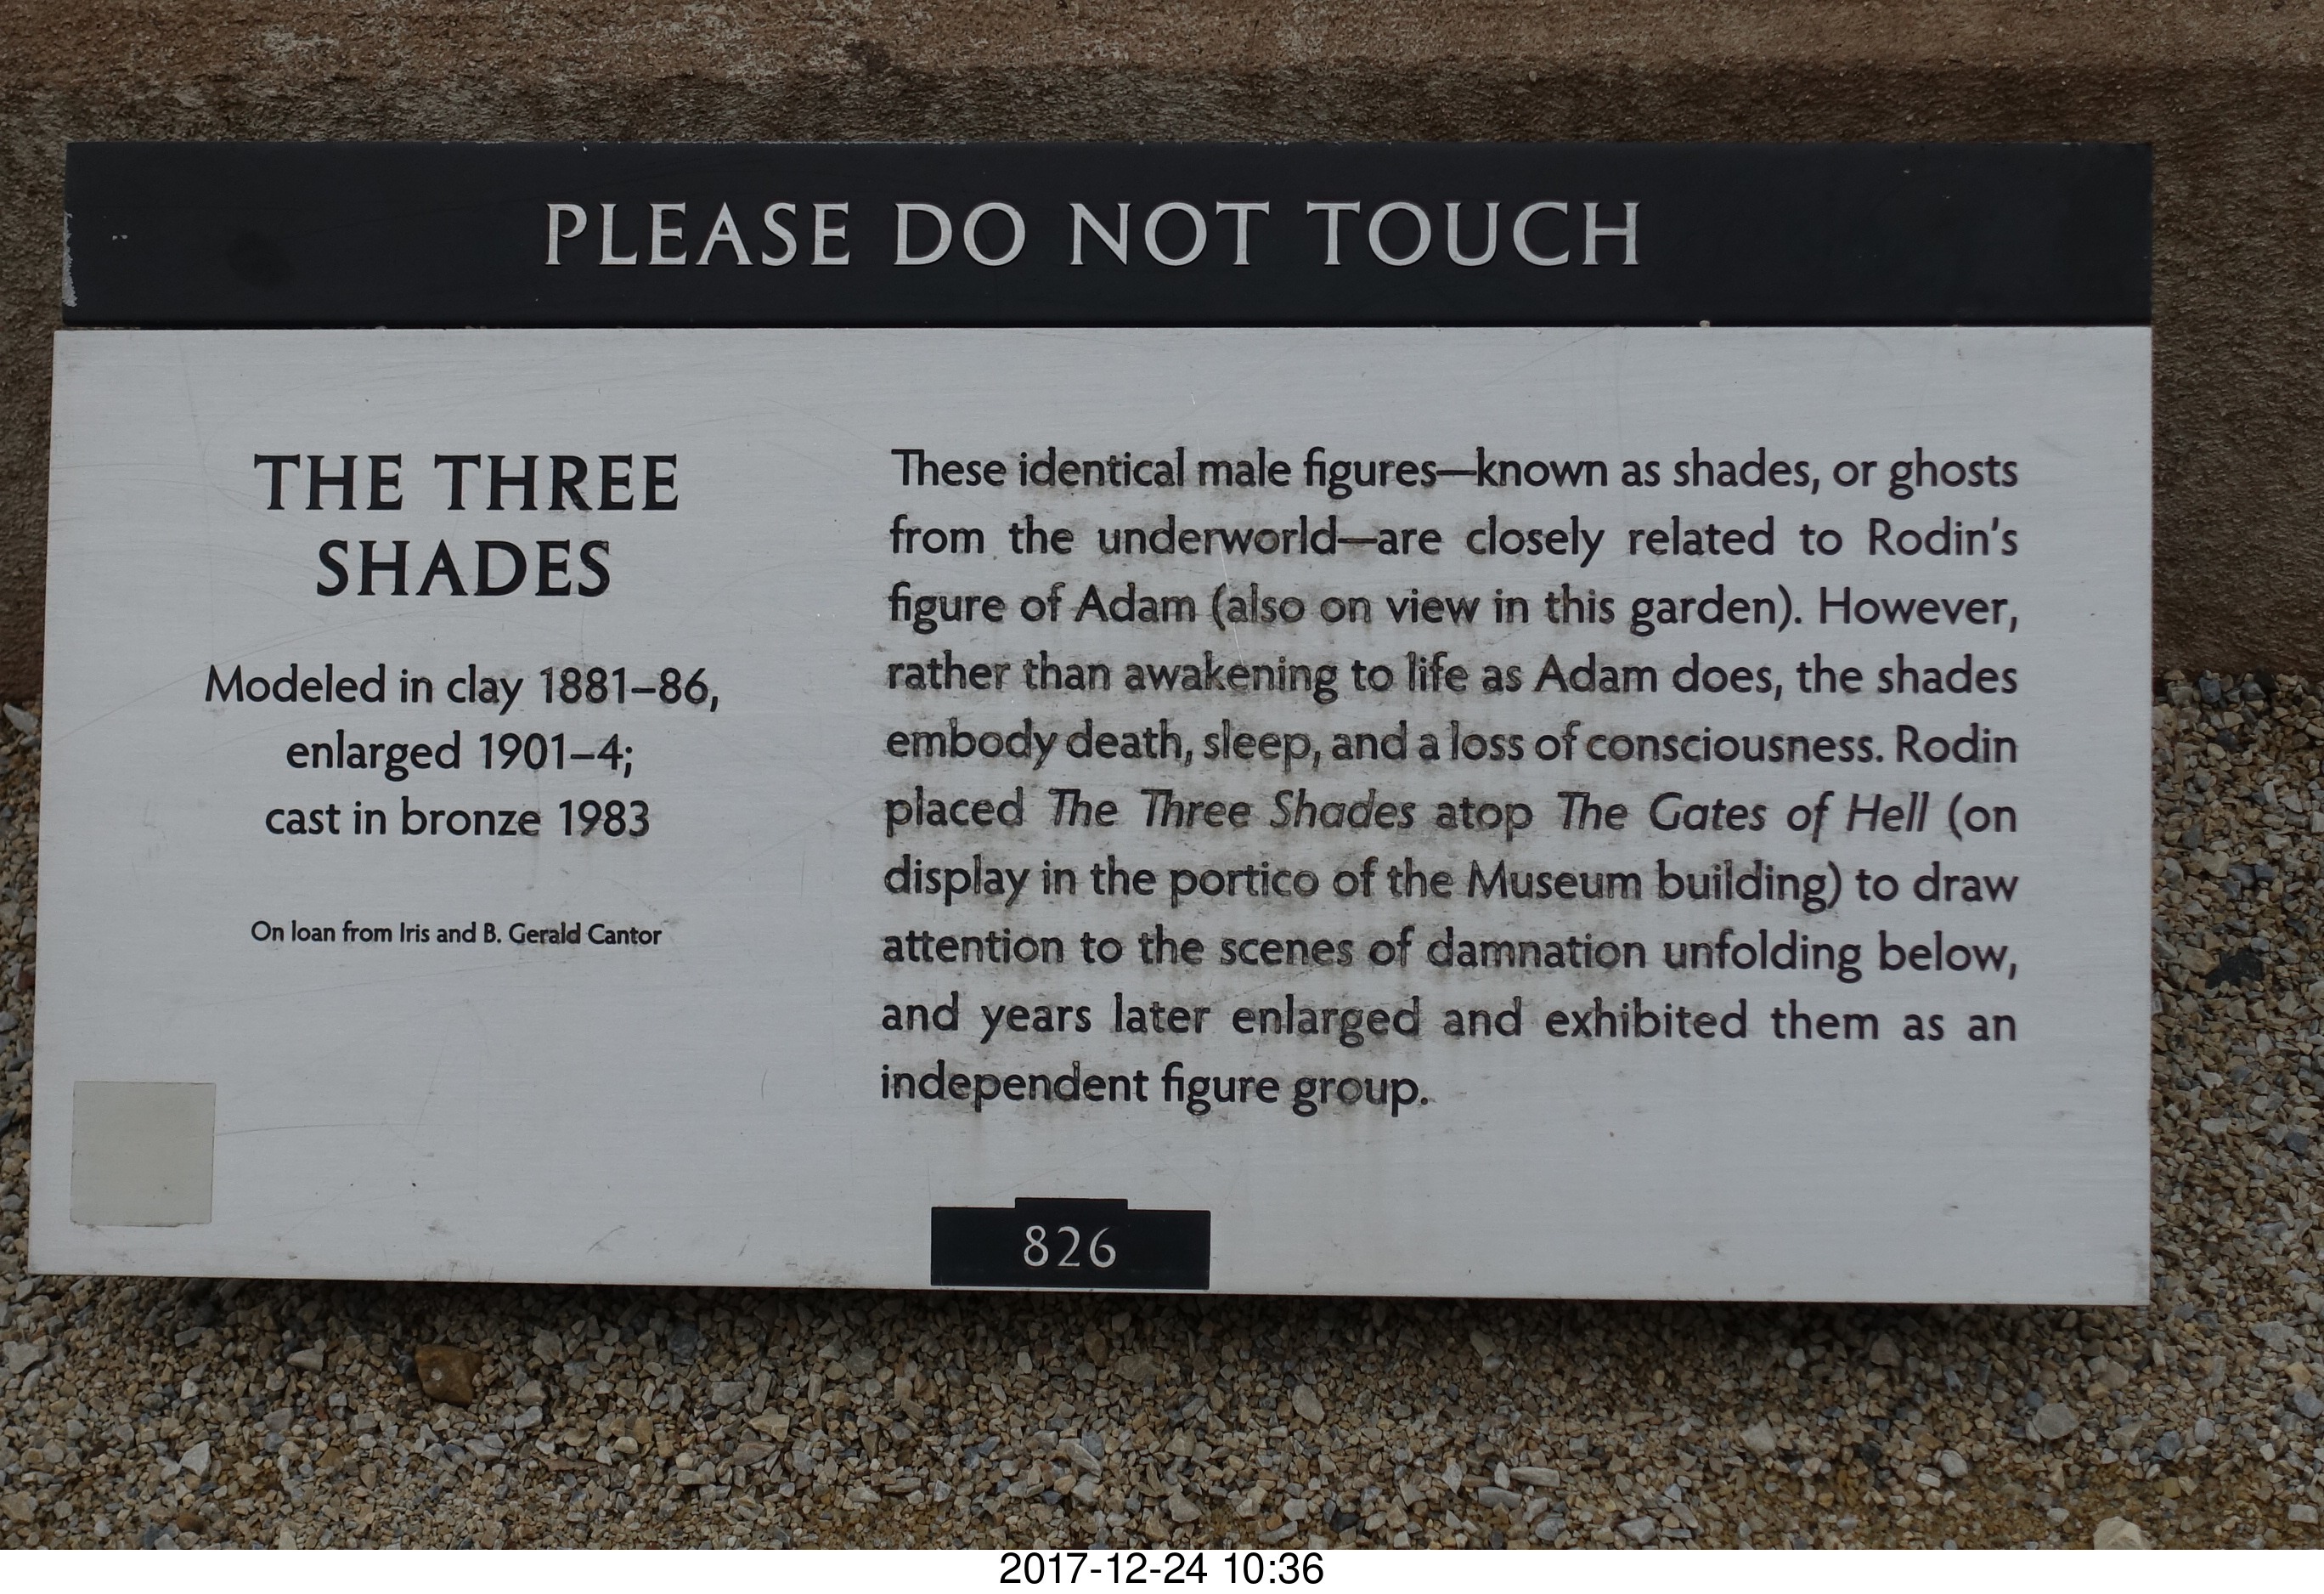 PLEASE DO NOT TOUCH
THE THREE
SHADES
Modeled in clay 1881–86,
enlarged 1901–4;
cast in bronze 1983
On loan from Iris and B. Gerald Cantor
These identical male figures—known as shades, or ghosts
from the underworld—are closely related to Rodin's
figure of Adam (also on view in this garden). However,
rather than awakening to life as Adam does, the shades
embody death, sleep, and a loss of consciousness. Rodin
placed The Three Shades atop The Gates of Hell (on
display in the portico of the Museum building) to draw
attention to the scenes of damnation unfolding below,
and years later enlarged and exhibited them as an
independent figure group.
826
2017-12-24 10:36